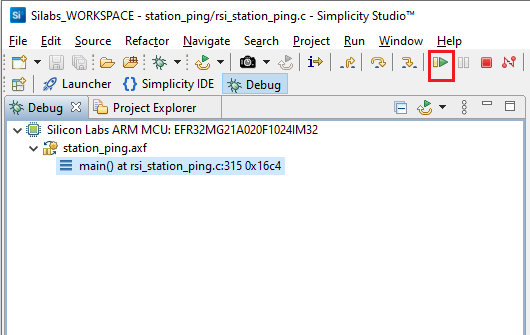 Si Silabs_WORKSPACE - station_ping/rsi_station_ping.c - Simplicity Studio™
File Edit Source Refactor Navigate Search Project Run Window Help
Launcher {} Simplicity IDE Debug
Debug Project Explorer
Silicon Labs ARM MCU: EFR32MG21A020F1024IM32
station_ping.axf
main() at rsi_station_ping.c:315 0x16c4